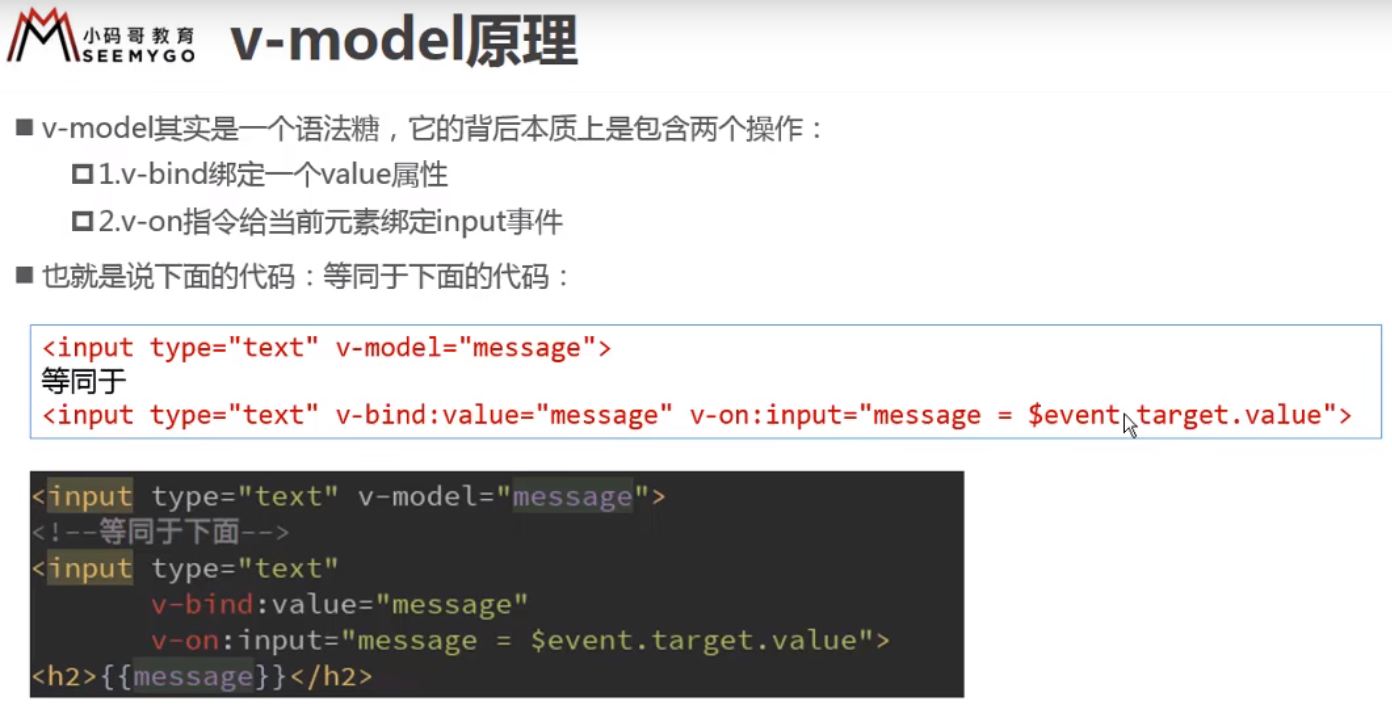 小码哥教育
SEEMYGO
v-model原理
v-model其实是一个语法糖，它的背后本质上是包含两个操作：
1.v-bind绑定一个value属性
2.v-on指令给当前元素绑定input事件
也就是说下面的代码：等同于下面的代码：
<input type="text" v-model="message">
等同于
<input type="text" v-bind:value="message" v-on:input="message = $event.target.value">
<input type="text" v-model="message">
<!--等同于下面-->
<input type="text"
v-bind:value="message"
v-on:input="message = $event.target.value">
<h2>{{message}}</h2>